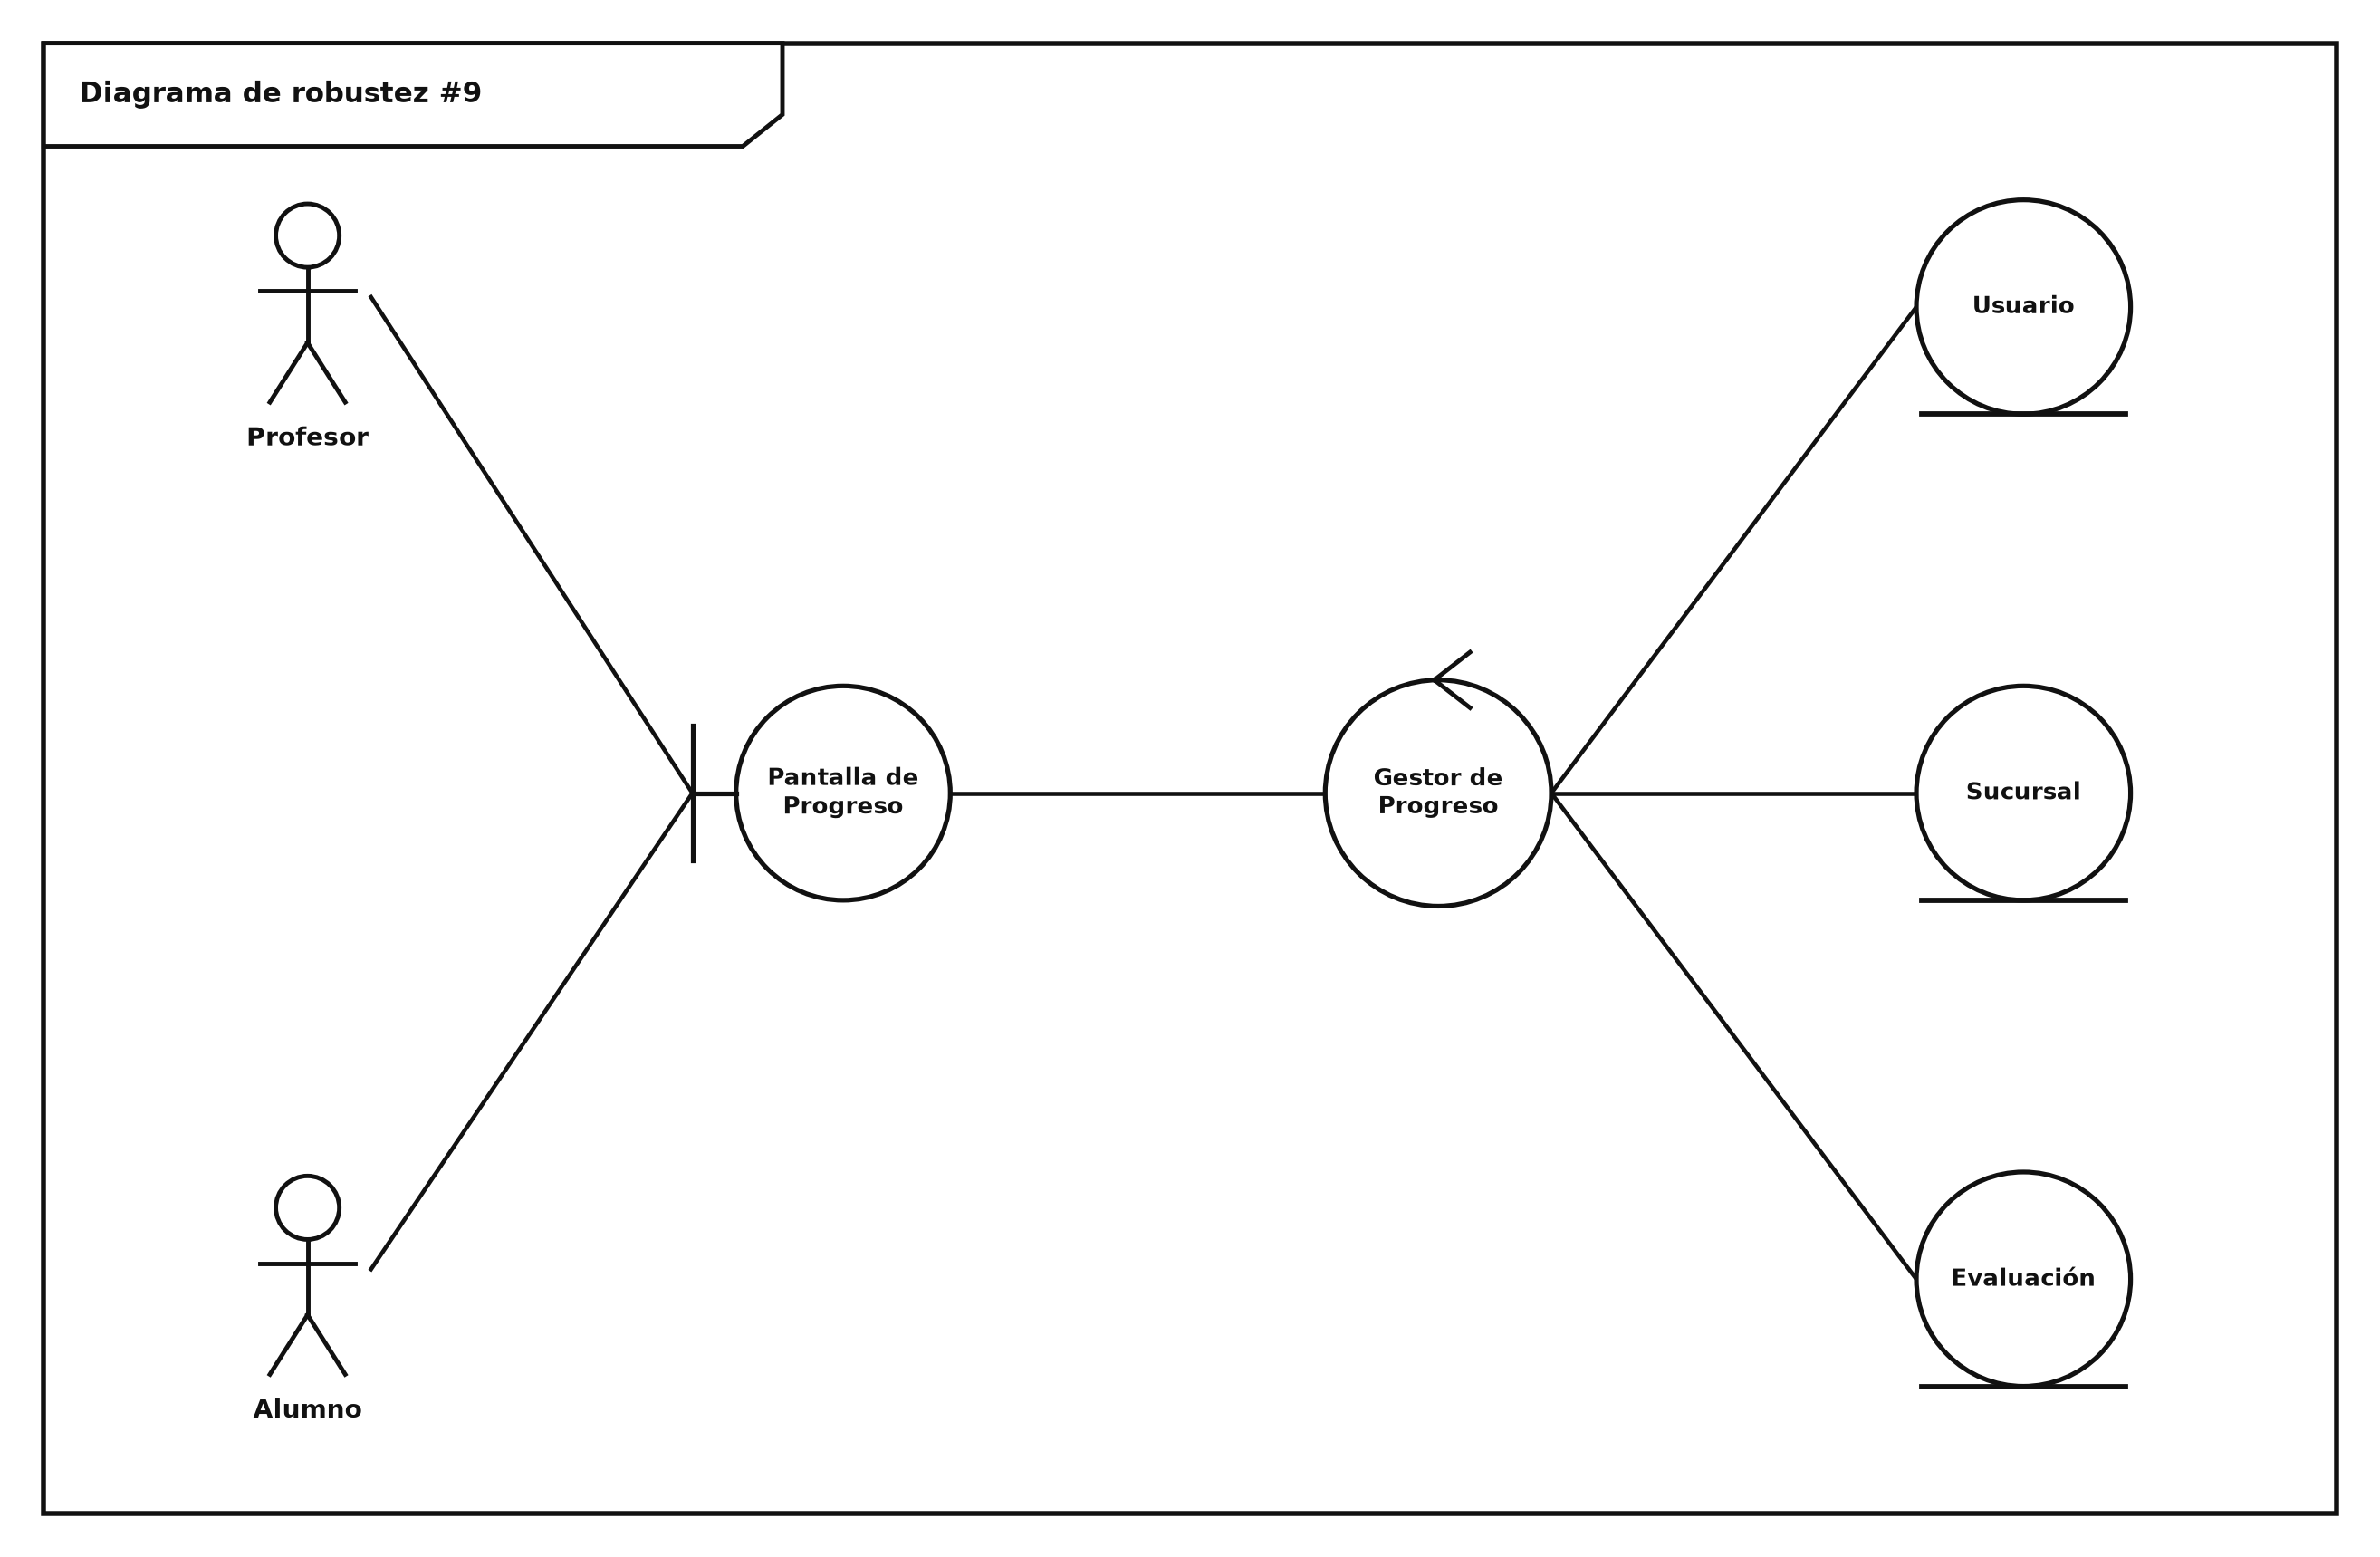 Diagrama de robustez #9
Profesor
Usuario
Pantalla de
Progreso
Gestor de
Progreso
Sucursal
Alumno
Evaluación